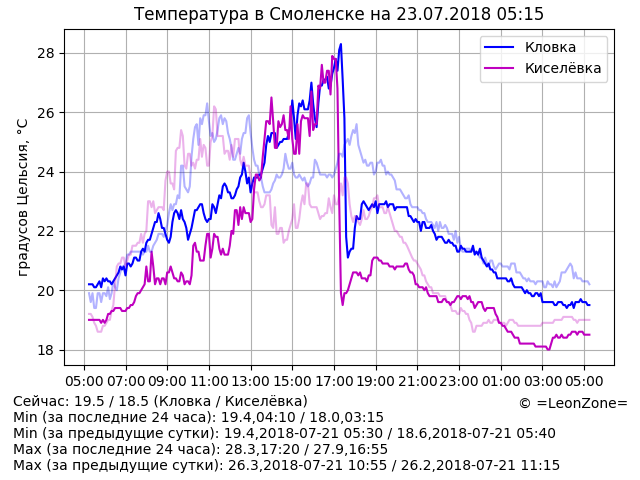 Температура в Смоленске на 23.07.2018 05:15
градусов Цельсия, °C
28
26
24
22
20
18
Кловка
Киселёвка
05:00 07:00 09:00 11:00 13:00 15:00 17:00 19:00 21:00 23:00 01:00 03:00 05:00
Сейчас: 19.5 / 18.5 (Кловка / Киселёвка)
© =LeonZone=
Min (за последние 24 часа): 19.4,04:10 / 18.0,03:15
Min (за предыдущие сутки): 19.4,2018-07-21 05:30 / 18.6,2018-07-21 05:40
Max (за последние 24 часа): 28.3,17:20 / 27.9,16:55
Max (за предыдущие сутки): 26.3,2018-07-21 10:55 / 26.2,2018-07-21 11:15